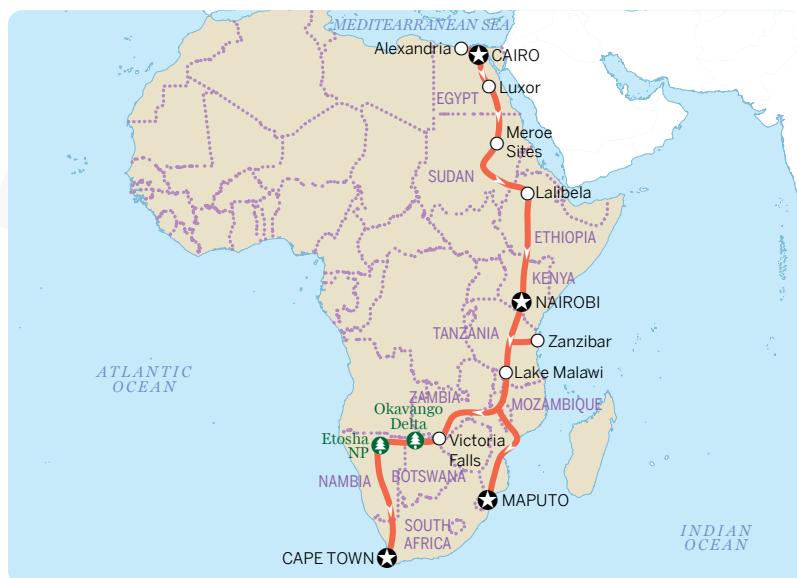 MEDITERRANEAN SEA
Alexandria
CAIRO
Luxor
EGYPT
Meroe
Sites
SUDAN
Lalibela
ETHIOPIA
KENYA
NAIROBI
TANZANIA
Zanzibar
Lake Malawi
ATLANTIC
OCEAN
ZAMBIA
MOZAMBIQUE
Okavango
Delta
Etosha
NP
Victoria
Falls
NAMBIA
BOTSWANA
MAPUTO
SOUTH
AFRICA
INDIAN
OCEAN
CAPE TOWN